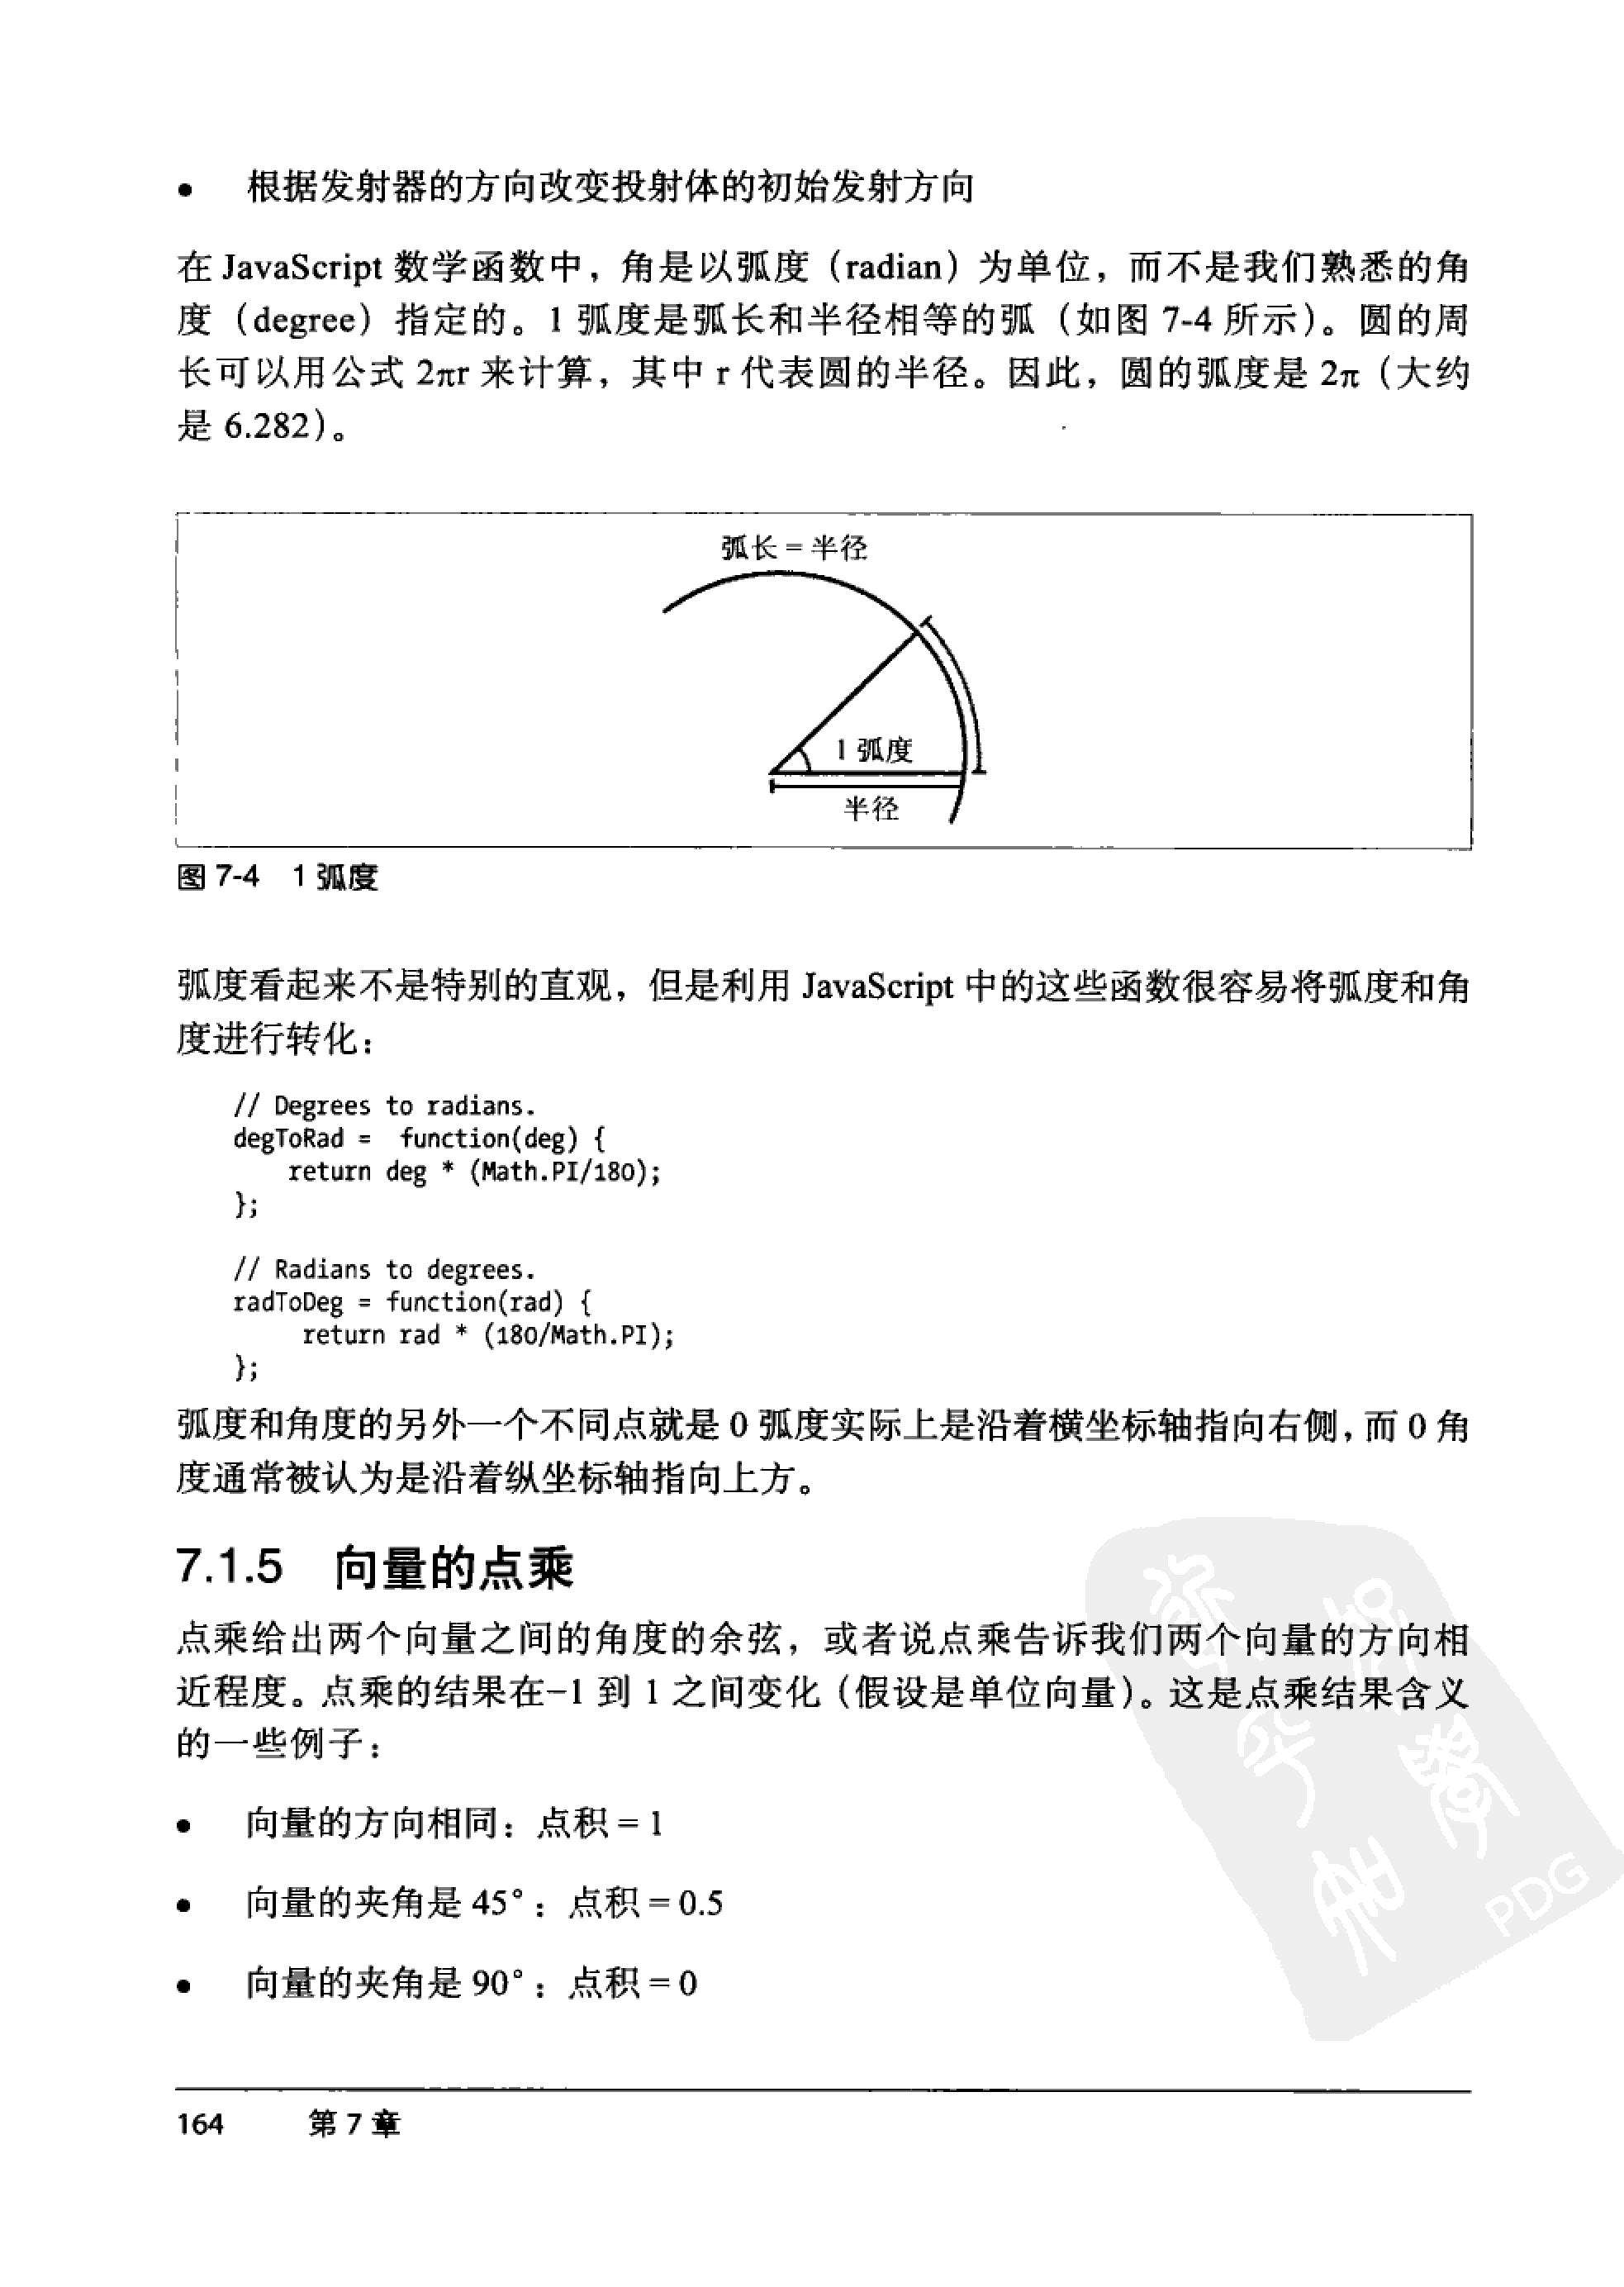 • 根据发射器的方向改变投射体的初始发射方向
在 JavaScript 数学函数中，角是以弧度（radian）为单位，而不是我们熟悉的角
度（degree）指定的。1 弧度是弧长和半径相等的弧（如图 7-4 所示）。圆的周
长可以用公式 2πr 来计算，其中 r 代表圆的半径。因此，圆的弧度是 2π（大约
是 6.282）。
弧长 = 半径
1 弧度
半径
图 7-4 1 弧度
弧度看起来不是特别的直观，但是利用 JavaScript 中的这些函数很容易将弧度和角
度进行转化：
// Degrees to radians.
degToRad = function(deg) {
return deg * (Math.PI/180);
};
// Radians to degrees.
radToDeg = function(rad) {
return rad * (180/Math.PI);
};
弧度和角度的另外一个不同点就是 0 弧度实际上是沿着横坐标轴指向右侧，而 0 角
度通常被认为是沿着纵坐标轴指向上方。
7.1.5 向量的点乘
点乘给出两个向量之间的角度的余弦，或者说点乘告诉我们两个向量的方向相
近程度。点乘的结果在-1 到 1 之间变化（假设是单位向量）。这是点乘结果含义
的一些例子：
• 向量的方向相同：点积 = 1
• 向量的夹角是 45°：点积 = 0.5
• 向量的夹角是 90°：点积 = 0
PDG
164 第 7 章